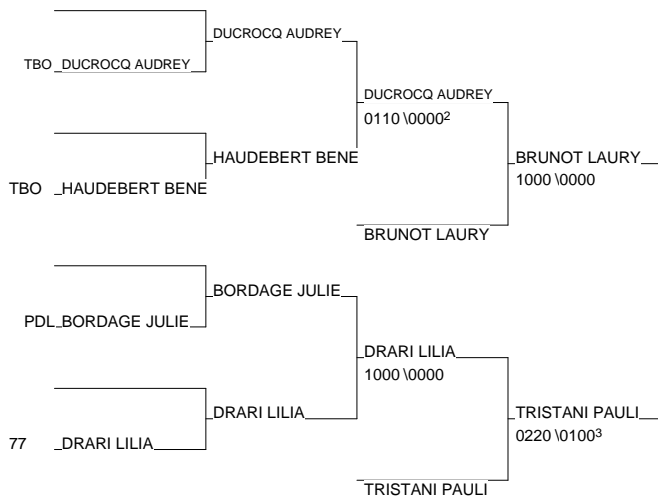 DUCROCQ AUDREY
TBO DUCROCQ AUDREY
DUCROCQ AUDREY
0110 \0000²
HAUDEBERT BENE
BRUNOT LAURY
1000 \0000
TBO HAUDEBERT BENE
BRUNOT LAURY
BORDAGE JULIE
PDL BORDAGE JULIE
DRARI LILIA
1000 \0000
DRARI LILIA
TRISTANI PAULI
0220 \0100³
77 DRARI LILIA
TRISTANI PAULI